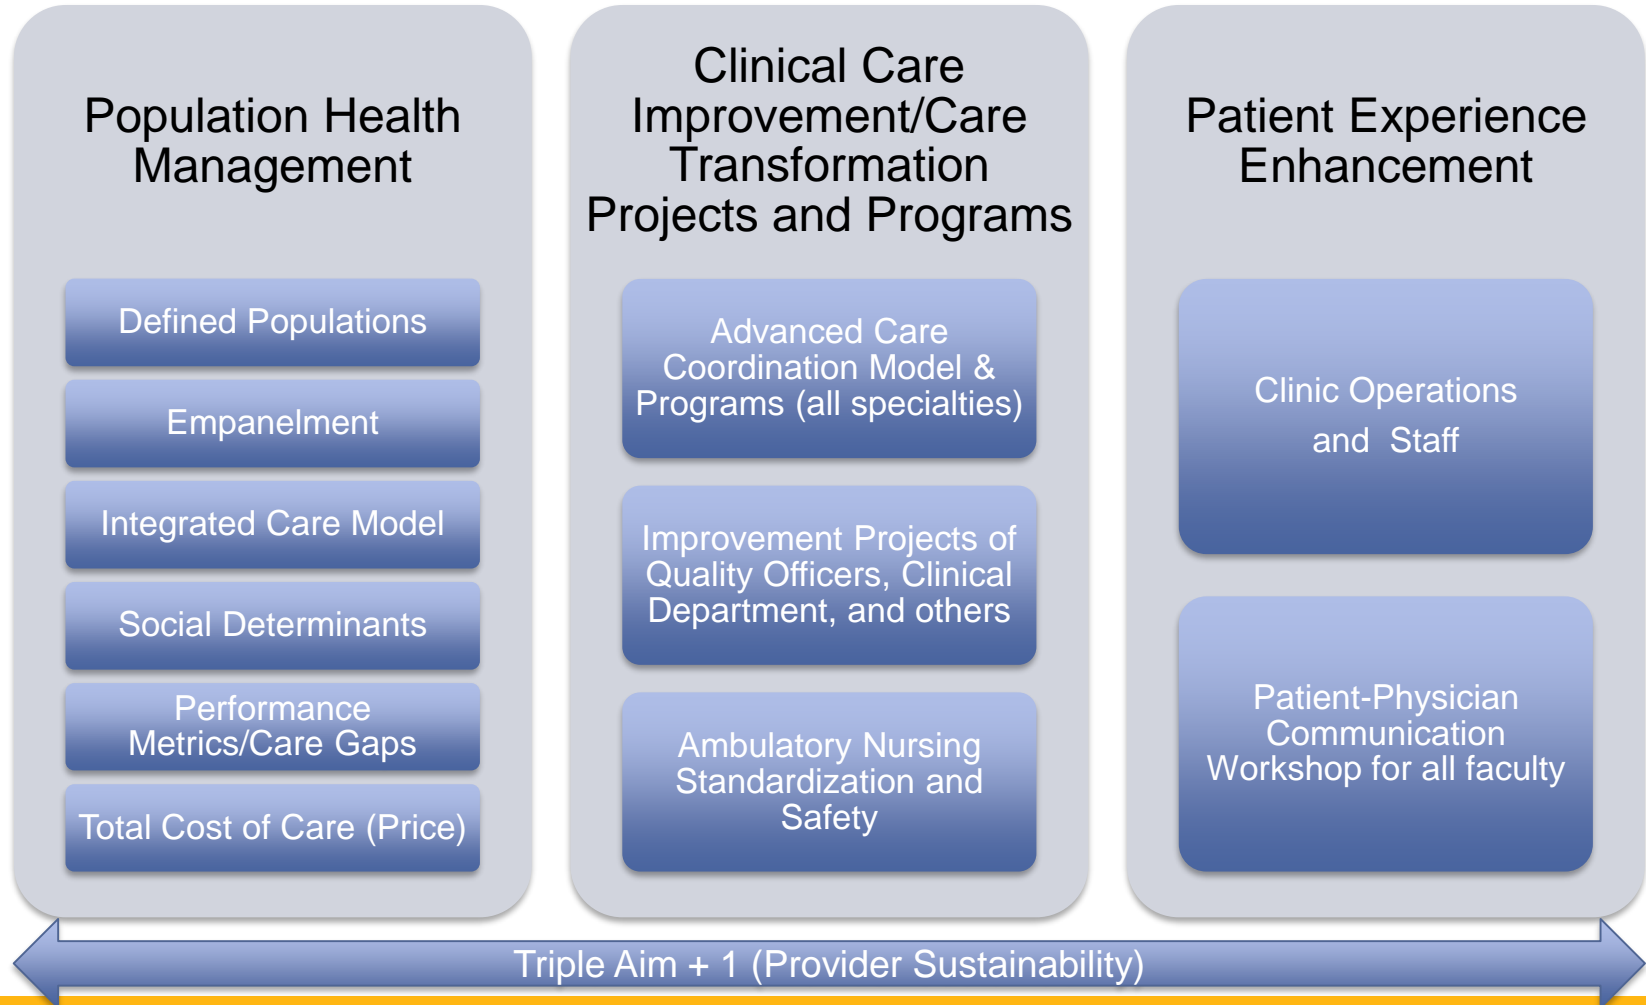 Population Health
Management
Defined Populations
Empanelment
Integrated Care Model
Social Determinants
Performance
Metrics/Care Gaps
Total Cost of Care (Price)
Clinical Care
Improvement/Care
Transformation
Projects and Programs
Advanced Care
Coordination Model &
Programs (all specialties)
Improvement Projects of
Quality Officers, Clinical
Department, and others
Ambulatory Nursing
Standardization and
Safety
Patient Experience
Enhancement
Clinic Operations
and Staff
Patient-Physician
Communication
Workshop for all faculty
Triple Aim + 1 (Provider Sustainability)